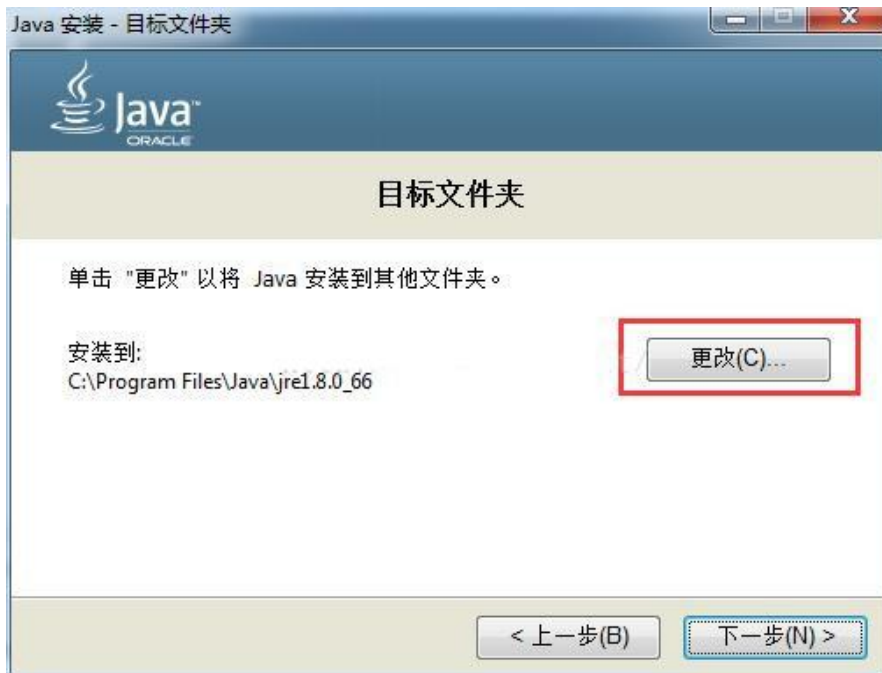 Java 安装 - 目标文件夹
Java™
ORACLE
目标文件夹
单击 "更改" 以将 Java 安装到其他文件夹。
安装到:
更改(C)...
C:\Program Files\Java\jre1.8.0_66
< 上一步(B)
下一步(N) >